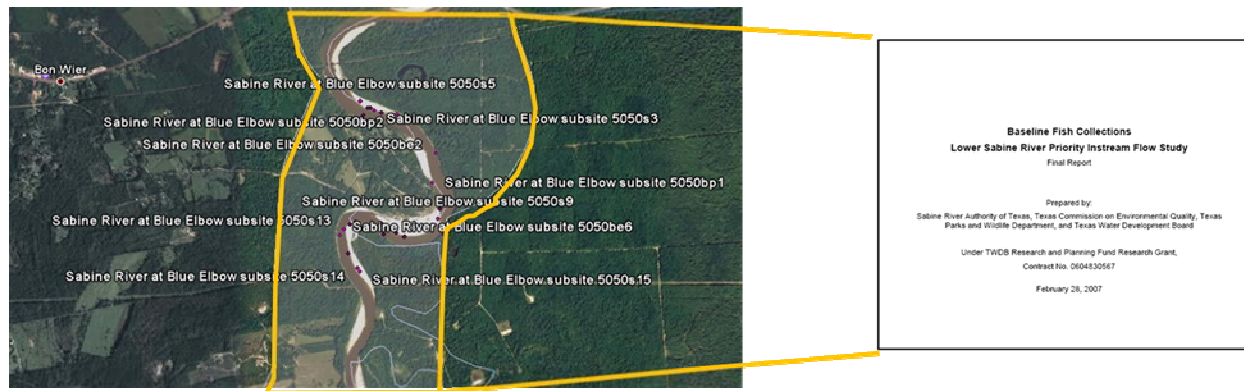 Bon Wier
Sabine River at Blue Elbow subsite 5050s5
Sabine River at Blue Elbow subsite 5050bp2
Sabine River at Blue Elbow subsite 5050s3
Sabine River at Blue Elbow subsite 5050be2
Sabine River at Blue Elbow subsite 5050bp1
Sabine River at Blue Elbow subsite 5050s9
Sabine River at Blue Elbow subsite 5050s13
Sabine River at Blue Elbow subsite 5050be6
Sabine River at Blue Elbow subsite 5050s14
Sabine River at Blue Elbow subsite 5050s15
Baseline Fish Collections
Lower Sabine River Priority Instream Flow Study
Final Report
Prepared by:
Sabine River Authority of Texas, Texas Commission on Environmental Quality, Texas
Parks and Wildlife Department, and Texas Water Development Board
Under TWDB Research and Planning Fund Research Grant,
Contract No. 0604830567
February 28, 2007